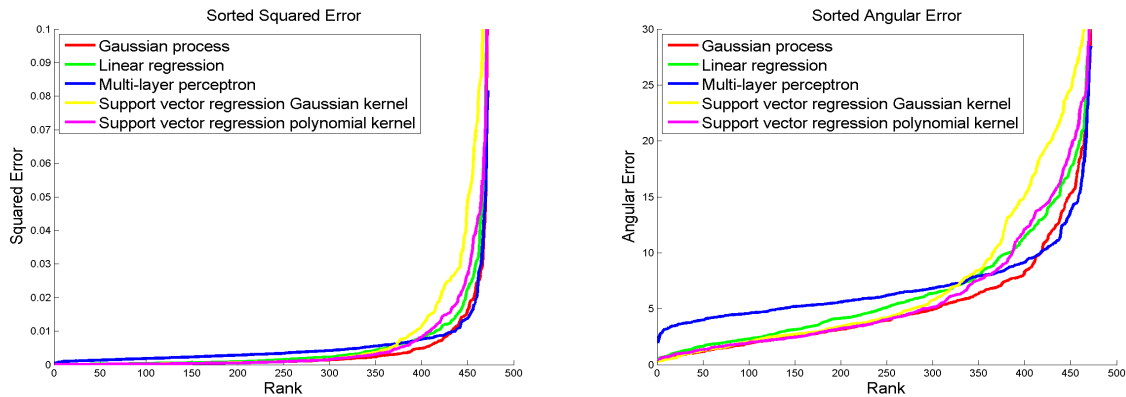 Sorted Squared Error
0.1
0.09
0.08
0.07
0.06
0.05
0.04
0.03
0.02
0.01
0
Squared Error
Gaussian process
Linear regression
Multi-layer perceptron
Support vector regression Gaussian kernel
Support vector regression polynomial kernel
0 50 100 150 200 250 300 350 400 450 500
Rank
Sorted Angular Error
30
25
20
15
10
5
0
Angular Error
Gaussian process
Linear regression
Multi-layer perceptron
Support vector regression Gaussian kernel
Support vector regression polynomial kernel
0 50 100 150 200 250 300 350 400 450 500
Rank